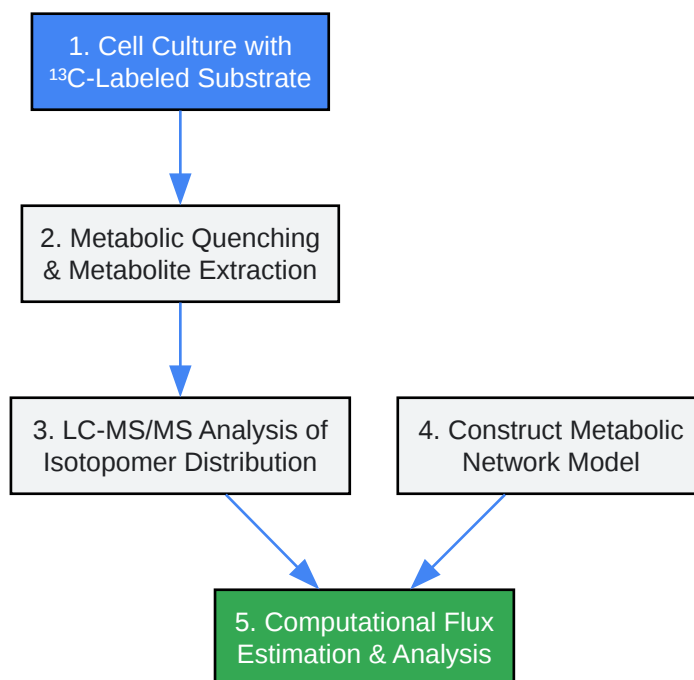 1. Cell Culture with
¹³C-Labeled Substrate
2. Metabolic Quenching
& Metabolite Extraction
3. LC-MS/MS Analysis of
Isotopomer Distribution
4. Construct Metabolic
Network Model
5. Computational Flux
Estimation & Analysis